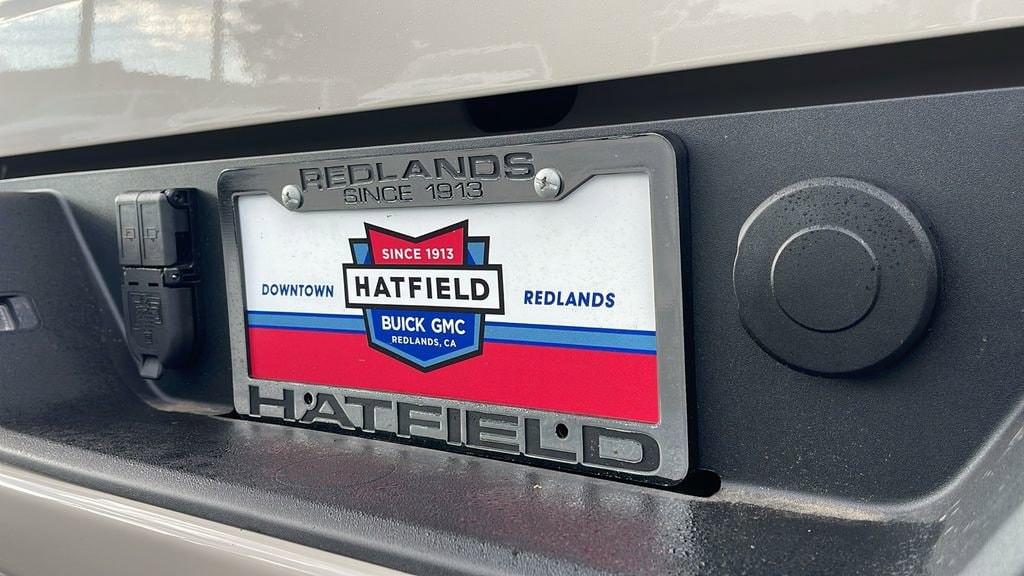 REDLANDS
SINCE 1913
SINCE 1913
HATFIELD
DOWNTOWN
REDLANDS
BUICK GMC
REDLANDS, CA
HATFIELD